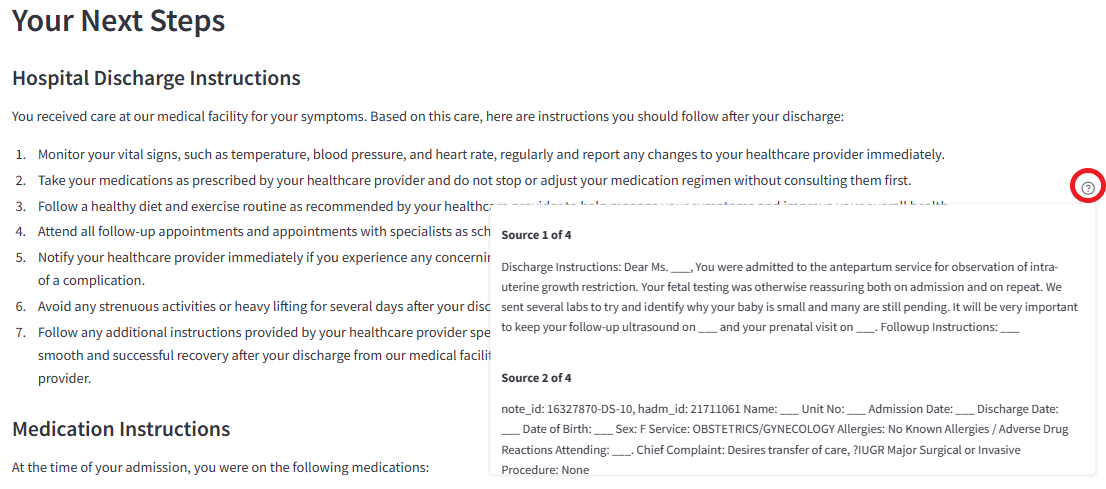 Your Next Steps
Hospital Discharge Instructions
You received care at our medical facility for your symptoms. Based on this care, here are instructions you should follow after your discharge:
1. Monitor your vital signs, such as temperature, blood pressure, and heart rate, regularly and report any changes to your healthcare provider immediately.
2. Take your medications as prescribed by your healthcare provider and do not stop or adjust your medication regimen without consulting them first.
3. Follow a healthy diet and exercise routine as recommended by your healthcare provider to help manage your symptoms and improve your overall health.
4. Attend all follow-up appointments and appointments with specialists as sch
5. Notify your healthcare provider immediately if you experience any concernin
of a complication.
6. Avoid any strenuous activities or heavy lifting for several days after your disc
7. Follow any additional instructions provided by your healthcare provider spe
smooth and successful recovery after your discharge from our medical facilit
provider.
Medication Instructions
At the time of your admission, you were on the following medications:
?
Source 1 of 4
Discharge Instructions: Dear Ms. ___, You were admitted to the antepartum service for observation of intra-
uterine growth restriction. Your fetal testing was otherwise reassuring both on admission and on repeat. We
sent several labs to try and identify why your baby is small and many are still pending. It will be very important
to keep your follow-up ultrasound on ___ and your prenatal visit on ___. Followup Instructions: ___
Source 2 of 4
note_id: 16327870-DS-10, hadm_id: 21711061 Name: ___ Unit No: ___ Admission Date: ___ Discharge Date:
___ Date of Birth: ___ Sex: F Service: OBSTETRICS/GYNECOLOGY Allergies: No Known Allergies / Adverse Drug
Reactions Attending: ___. Chief Complaint: Desires transfer of care, ?IUGR Major Surgical or Invasive
Procedure: None